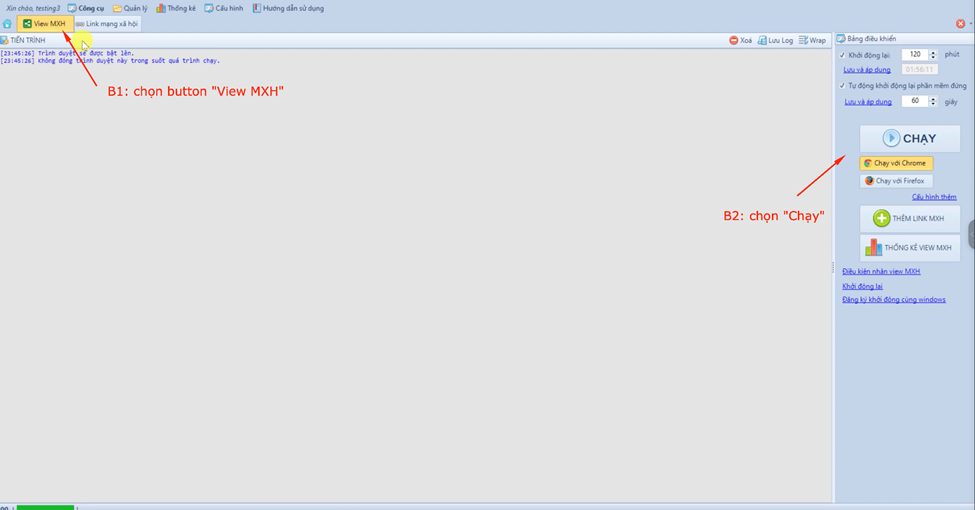 Xin chào, testing3 Công cụ Quản lý Thống kê Cấu hình Hướng dẫn sử dụng
View MXH Link mạng xã hội
TIẾN TRÌNH Xoá Lưu Log Wrap
[23:45:26] Trình duyệt sẽ được bật lên.
[23:45:26] Không đóng trình duyệt này trong suốt quá trình chạy.
B1: chọn button "View MXH"
Bảng điều khiển
Khởi động lại: 120 phút
Lưu và áp dụng 01:56:11
Tự động khởi động lại phần mềm đứng
Lưu và áp dụng 60 giây
CHẠY
Chạy với Chrome
Chạy với Firefox
Cấu hình thêm
B2: chọn "Chạy"
THÊM LINK MXH
THỐNG KÊ VIEW MXH
Điều kiện nhận view MXH
Khởi động lại
Đăng ký khởi động cùng windows